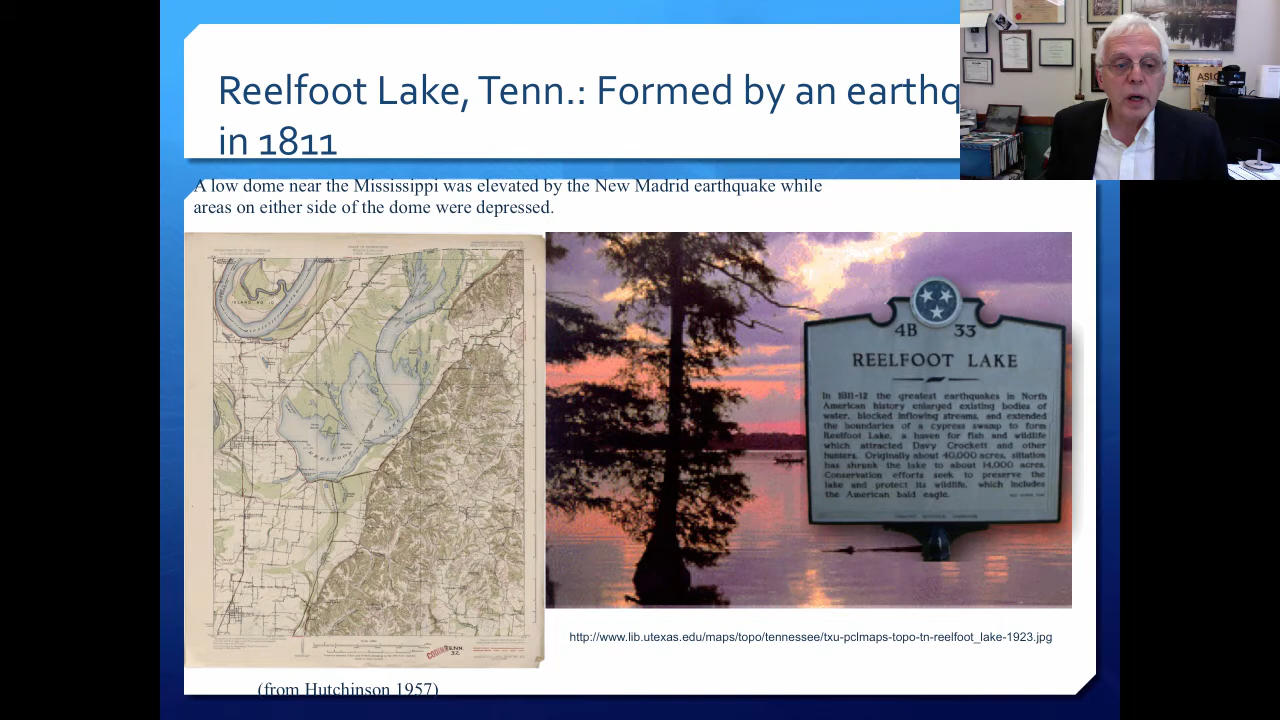 Reelfoot Lake, Tenn.: Formed by an earthq
in 1811
ASLO
A low dome near the Mississippi was elevated by the New Madrid earthquake while
areas on either side of the dome were depressed.
ISLAND NO 10
TENN.
4B 33
REELFOOT LAKE
In 1811-12 the greatest earthquakes in North
American history enlarged existing bodies of
water, blocked inflowing streams, and extended
the boundaries of a cypress swamp to form
Reelfoot Lake, a haven for fish and wildlife
which attracted Davy Crockett and other
hunters. Originally about 40,000 acres, siltation
has shrunk the lake to about 14,000 acres.
Conservation efforts seek to preserve the
lake and protect its wildlife, which includes
the American bald eagle.
http://www.lib.utexas.edu/maps/topo/tennessee/txu-pclmaps-topo-tn-reelfoot_lake-1923.jpg
(from Hutchinson 1957)